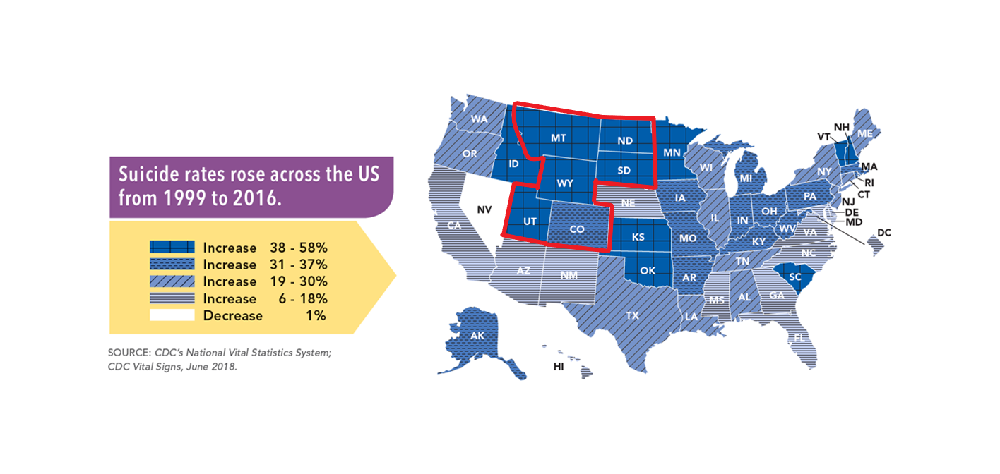 Suicide rates rose across the US
from 1999 to 2016.
Increase 38 - 58%
Increase 31 - 37%
Increase 19 - 30%
Increase 6 - 18%
Decrease 1%
SOURCE: CDC's National Vital Statistics System;
CDC Vital Signs, June 2018.
WA
MT
ND
MN
OR
ID
SD
WY
WI
MI
NY
VT
NH
ME
MA
RI
CT
NV
UT
CO
NE
IA
IL
IN
OH
PA
NJ
DE
MD
DC
CA
KS
MO
KY
WV
VA
AZ
NM
OK
AR
TN
NC
SC
TX
LA
MS
AL
GA
FL
AK
HI